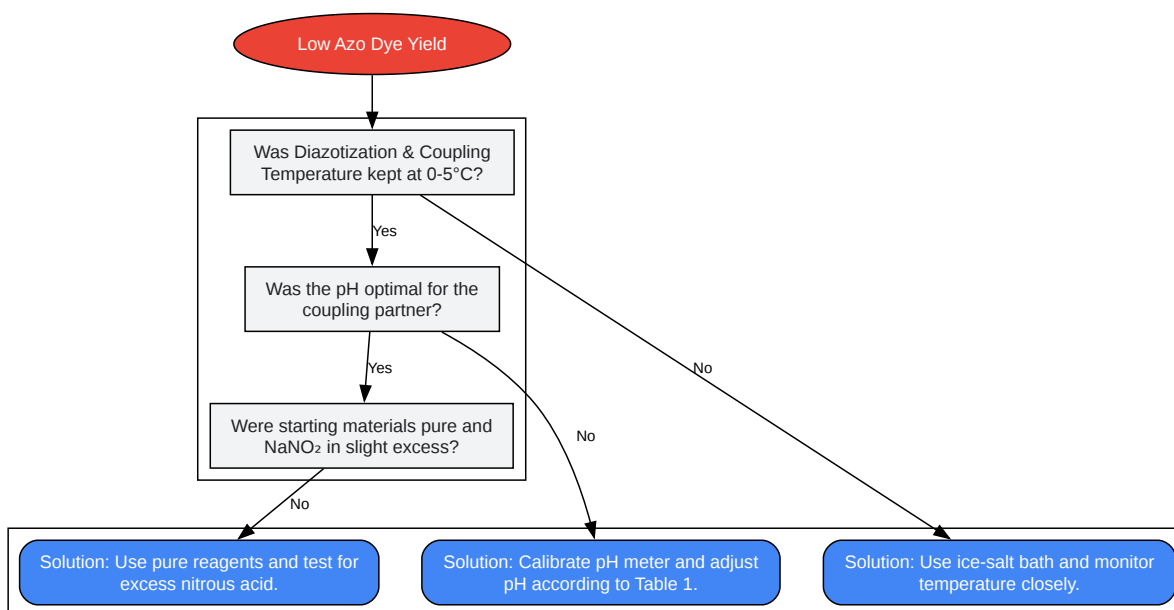 Low Azo Dye Yield
Was Diazotization & Coupling
Temperature kept at 0-5°C?
Yes
Was the pH optimal for the
coupling partner?
Yes
No
Were starting materials pure and
NaNO₂ in slight excess?
No
No
Solution: Use pure reagents and test for
excess nitrous acid.
Solution: Calibrate pH meter and adjust
pH according to Table 1.
Solution: Use ice-salt bath and monitor
temperature closely.